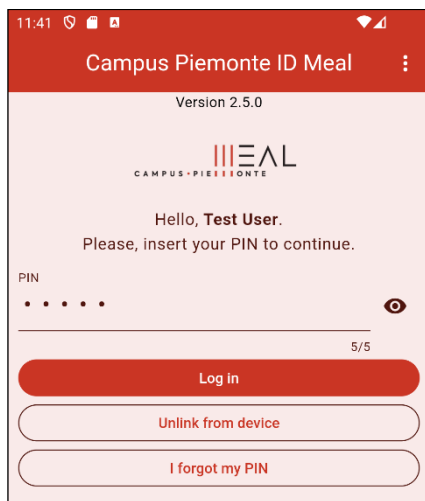 11:41
Campus Piemonte ID Meal
Version 2.5.0
MEAL
CAMPUS•PIEMONTE
Hello, Test User.
Please, insert your PIN to continue.
PIN
5/5
Log in
Unlink from device
I forgot my PIN